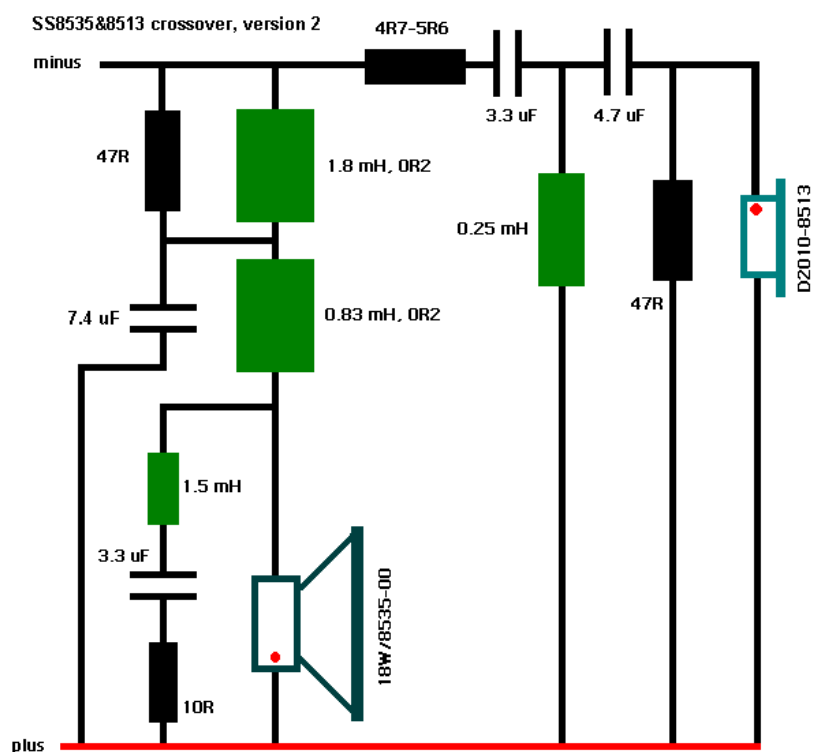 SS8535&8513 crossover, version 2
4R7-5R6
minus
3.3 uF
4.7 uF
47R
1.8 mH, 0R2
0.25 mH
D2010-8513
7.4 uF
0.83 mH, 0R2
47R
1.5 mH
3.3 uF
18W/8535-00
10R
plus